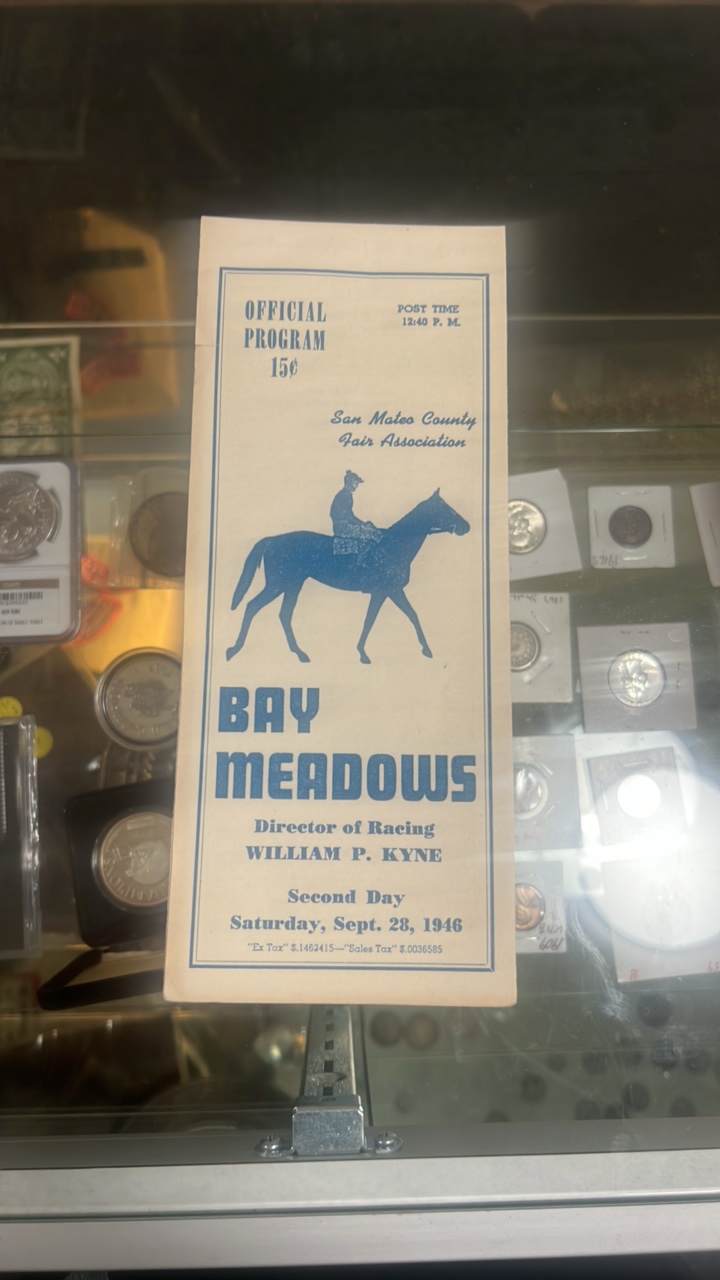 OFFICIAL
PROGRAM
15¢
POST TIME
12:40 P. M.
San Mateo County
Fair Association
BAY
MEADOWS
Director of Racing
WILLIAM P. KYNE
Second Day
Saturday, Sept. 28, 1946
"Ex Tax" $.1463415—"Sales Tax" $.0036585